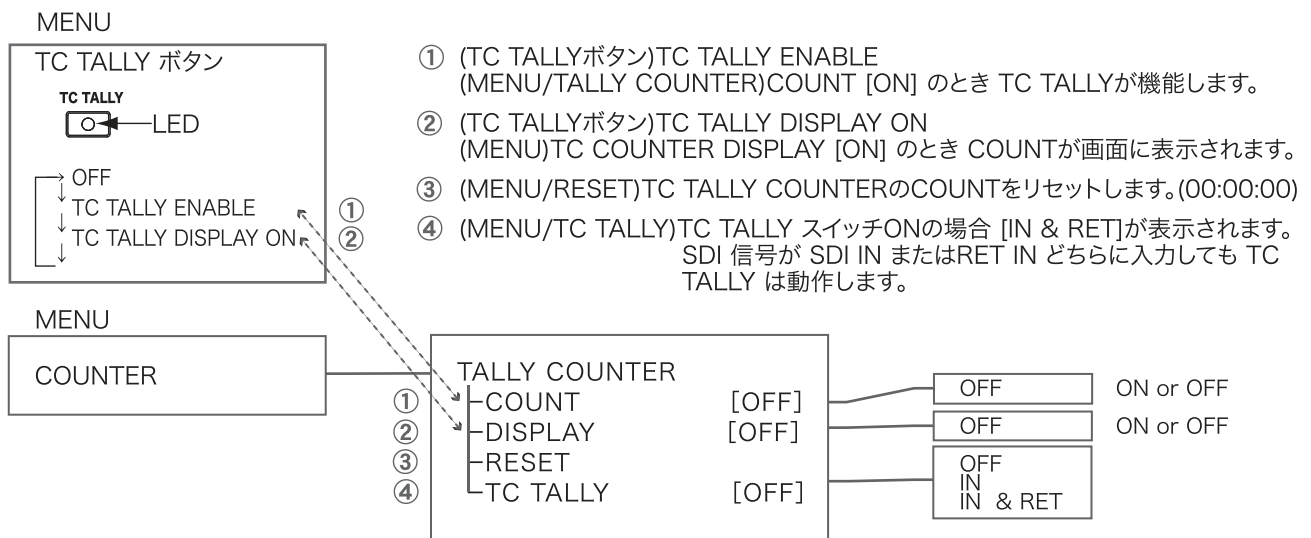 MENU
TC TALLY ボタン
TC TALLY
LED
OFF
TC TALLY ENABLE
TC TALLY DISPLAY ON
①
②
① (TC TALLYボタン)TC TALLY ENABLE
(MENU/TALLY COUNTER)COUNT [ON] のとき TC TALLYが機能します。
② (TC TALLYボタン)TC TALLY DISPLAY ON
(MENU)TC COUNTER DISPLAY [ON] のとき COUNTが画面に表示されます。
③ (MENU/RESET)TC TALLY COUNTERのCOUNTをリセットします。(00:00:00)
④ (MENU/TC TALLY)TC TALLY スイッチONの場合 [IN & RET]が表示されます。
SDI 信号が SDI IN またはRET IN どちらに入力しても TC
TALLY は動作します。
MENU
COUNTER
TALLY COUNTER
① COUNT [OFF]
② DISPLAY [OFF]
③ RESET
④ TC TALLY [OFF]
OFF ON or OFF
OFF ON or OFF
OFF
IN
IN & RET